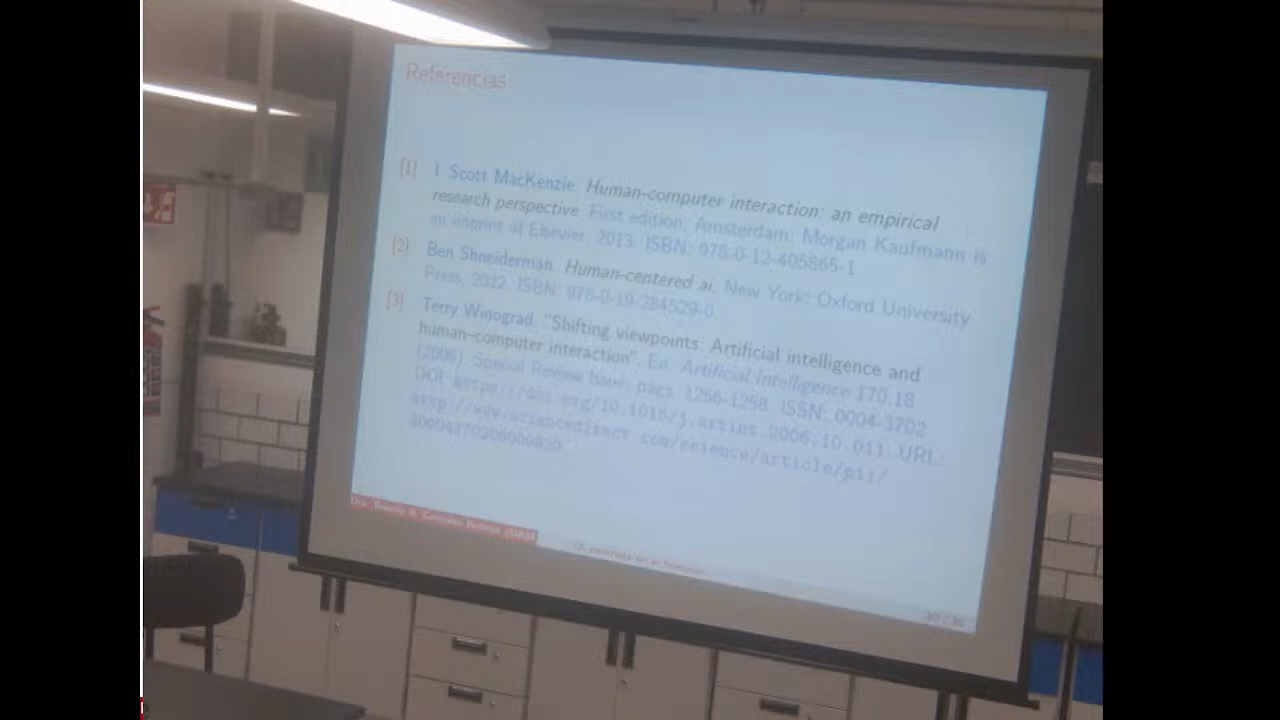 Referencias
[1] I. Scott MacKenzie. Human-computer interaction: an empirical
research perspective. First edition. Amsterdam: Morgan Kaufmann is
an imprint of Elsevier, 2013. ISBN: 978-0-12-405865-1
[2] Ben Shneiderman. Human-centered ai. New York: Oxford University
Press, 2022. ISBN: 978-0-19-284529-0.
[3] Terry Winograd. "Shifting viewpoints: Artificial intelligence and
human–computer interaction". En: Artificial Intelligence 170.18
(2006). Special Review Issue, págs. 1256-1258. ISSN: 0004-3702.
DOI: https://doi.org/10.1016/j.artint.2006.10.011. URL:
http://www.sciencedirect.com/science/article/pii/
S0004370206000920.